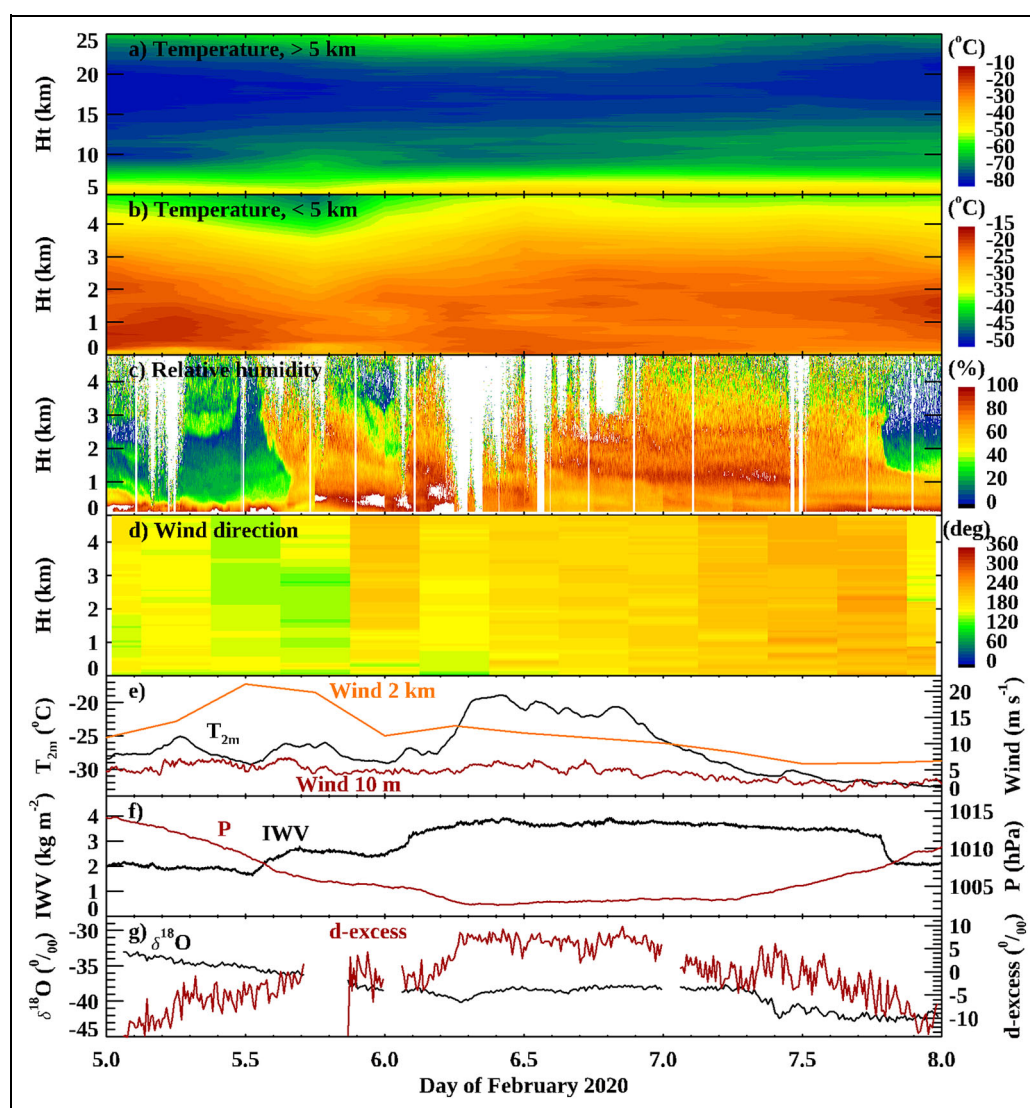 a) Temperature, > 5 km
25
20
15
10
5
Ht (km)
(°C)
-10
-20
-30
-40
-50
-60
-70
-80
b) Temperature, < 5 km
4
3
2
1
0
Ht (km)
(°C)
-15
-20
-25
-30
-35
-40
-45
-50
c) Relative humidity
4
3
2
1
0
Ht (km)
(%)
100
80
60
40
20
0
d) Wind direction
4
3
2
1
0
Ht (km)
(deg)
360
300
240
180
120
60
0
e)
Wind 2 km
T2m
Wind 10 m
-20
-25
-30
T2m (°C)
20
15
10
5
0
Wind (m s-1)
f)
P
IWV
4
3
2
1
0
IWV (kg m-2)
1015
1010
1005
P (hPa)
g)
δ18O
d-excess
-30
-35
-40
-45
δ18O (0/00)
10
5
0
-5
-10
d-excess (0/00)
5.0 5.5 6.0 6.5 7.0 7.5 8.0
Day of February 2020